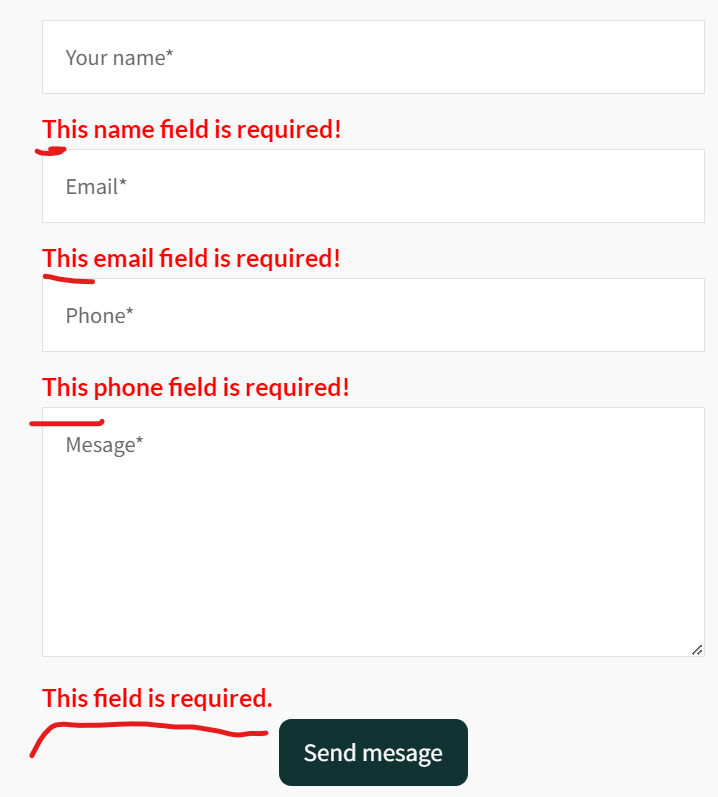 Your name*
This name field is required!
Email*
This email field is required!
Phone*
This phone field is required!
Mesage*
This field is required.
Send mesage